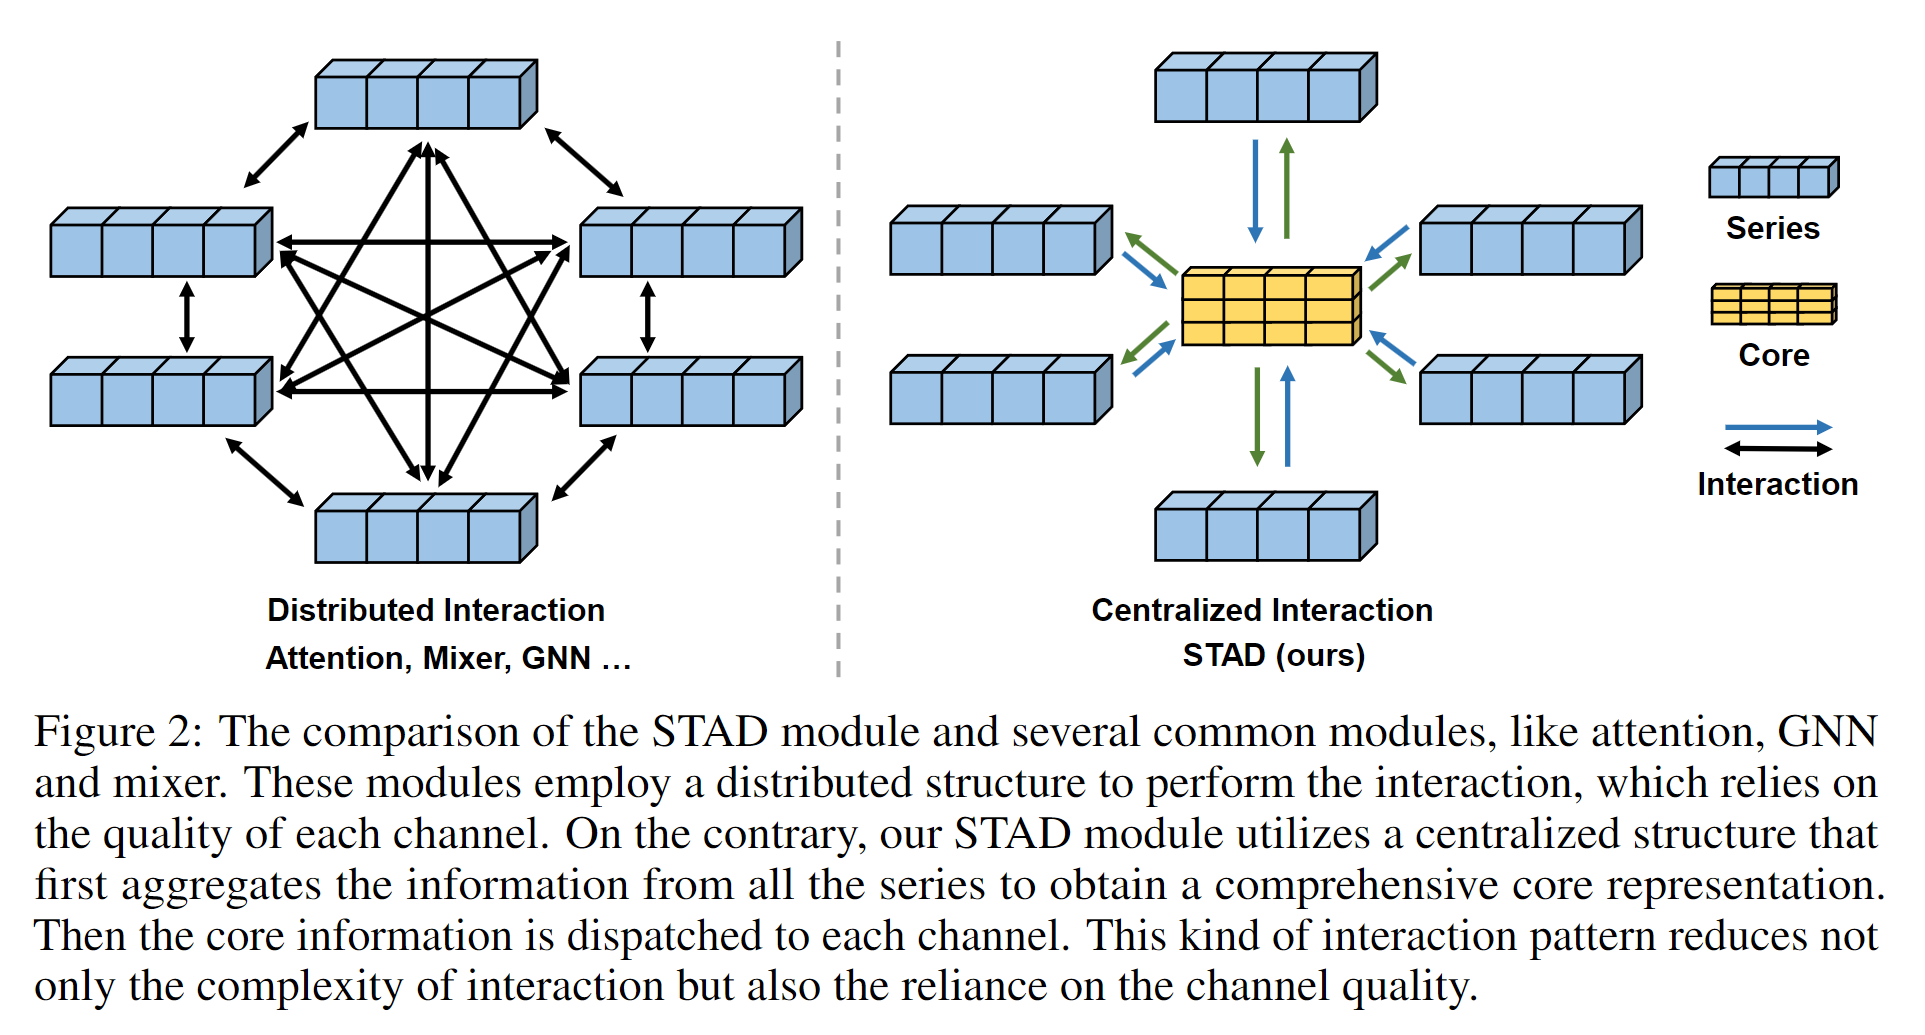 Series
Core
Interaction
Distributed Interaction
Attention, Mixer, GNN ...
Centralized Interaction
STAD (ours)
Figure 2: The comparison of the STAD module and several common modules, like attention, GNN
and mixer. These modules employ a distributed structure to perform the interaction, which relies on
the quality of each channel. On the contrary, our STAD module utilizes a centralized structure that
first aggregates the information from all the series to obtain a comprehensive core representation.
Then the core information is dispatched to each channel. This kind of interaction pattern reduces not
only the complexity of interaction but also the reliance on the channel quality.